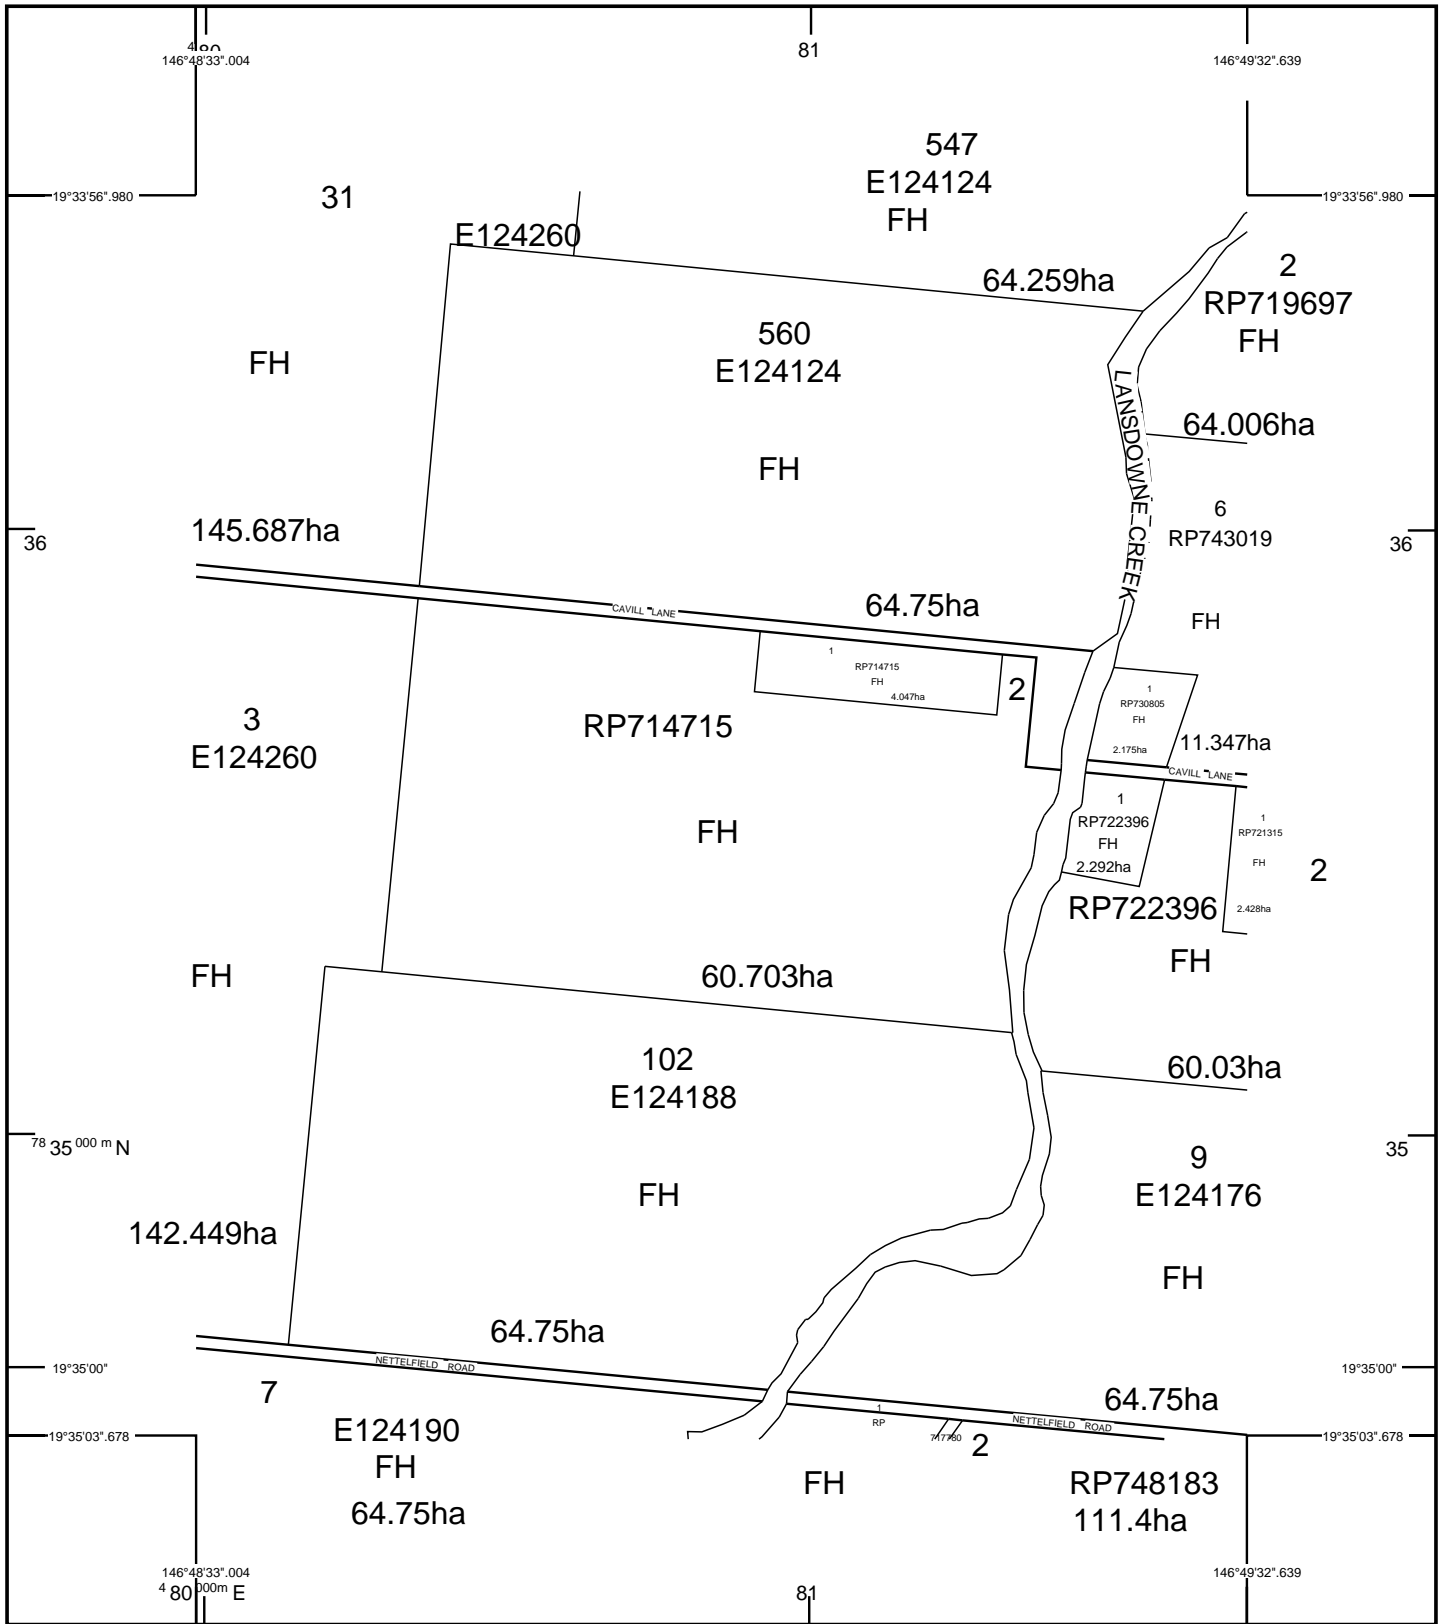 4 80
146°48'33".004
81
146°49'32".639
547
E124124
FH
19°33'56".980
31
19°33'56".980
E124260
64.259ha
2
RP719697
FH
560
E124124
FH
FH
64.006ha
LANSDOWNE CREEK
6
RP743019
FH
145.687ha
36
36
CAVILL LANE
64.75ha
1
RP714715
FH
4.047ha
2
1
RP730805
FH
2.175ha
11.347ha
CAVILL LANE
3
E124260
RP714715
FH
1
RP722396
FH
2.292ha
1
RP721315
FH
2.428ha
2
RP722396
FH
FH
60.703ha
102
E124188
FH
60.03ha
78 35 000 m N
35
9
E124176
FH
142.449ha
64.75ha
NETTELFIELD ROAD
19°35'00"
19°35'00"
7
E124190
FH
64.75ha
64.75ha
1
RP
717780
NETTELFIELD ROAD
2
19°35'03".678
19°35'03".678
FH
RP748183
111.4ha
146°48'33".004
4 80 000m E
81
146°49'32".639